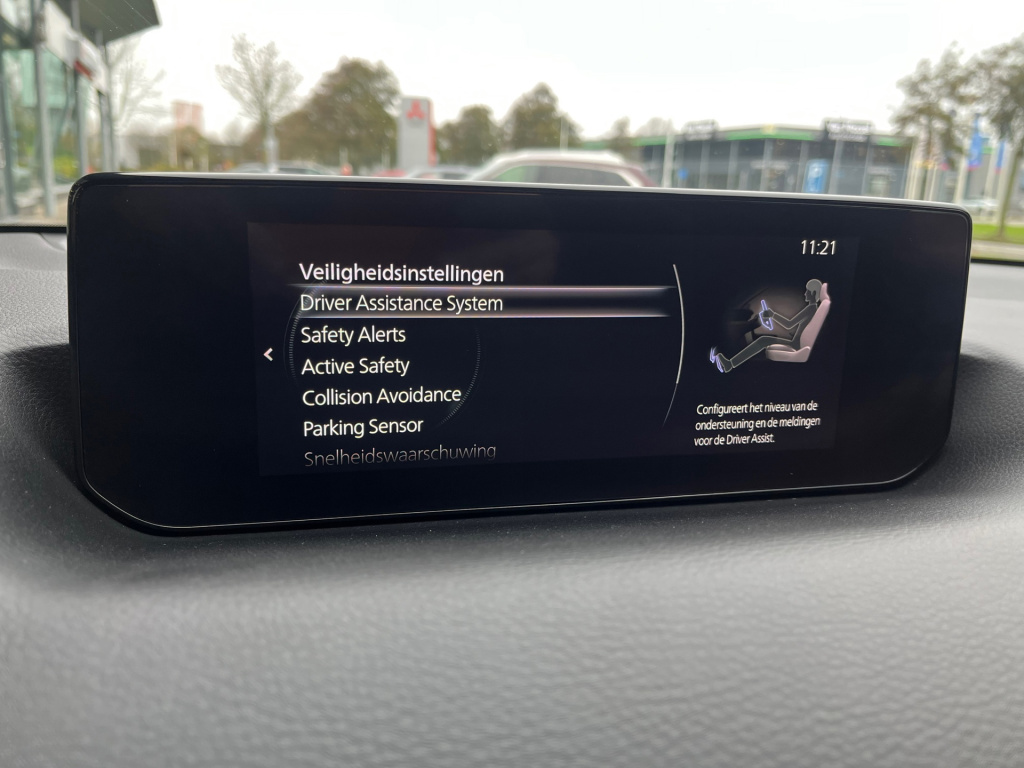 11:21
Veiligheidsinstellingen
Driver Assistance System
Safety Alerts
Active Safety
Collision Avoidance
Parking Sensor
Snelheidswaarschuwing
Configureert het niveau van de
ondersteuning en de meldingen
voor de Driver Assist.